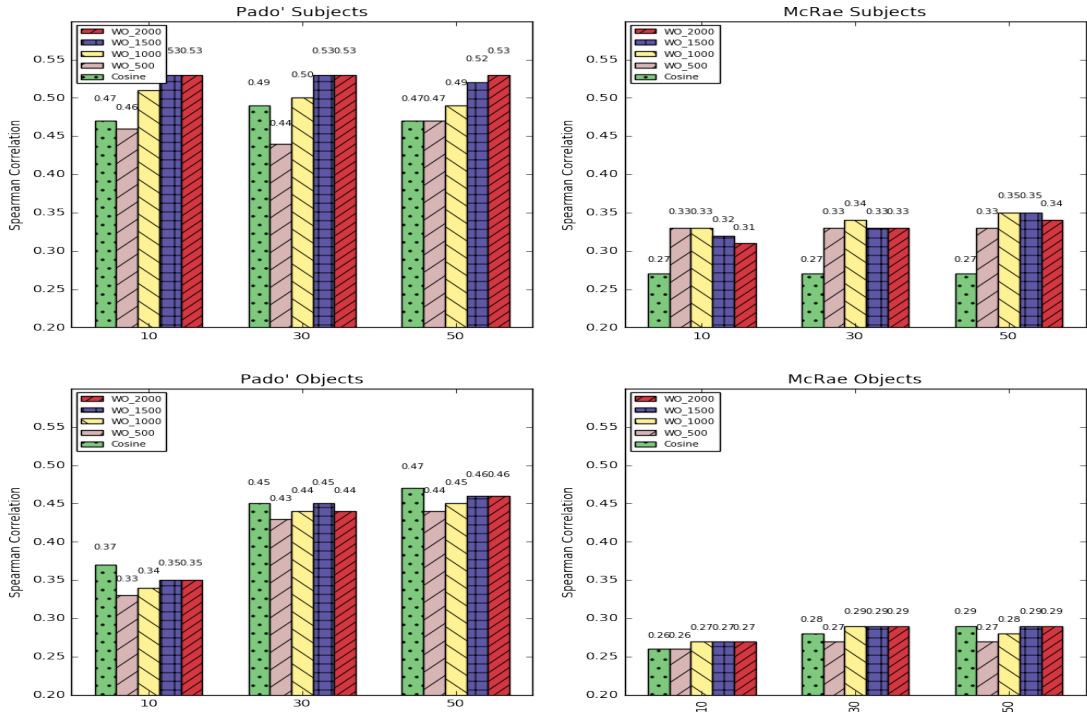 Pado' Subjects
WO_2000
WO_1500
WO_1000
WO_500
Cosine
0.47 0.46 0.53 0.53
0.49 0.44 0.50 0.53 0.53
0.47 0.47 0.49 0.52 0.53
0.55
0.50
0.45
0.40
0.35
0.30
0.25
0.20
Spearman Correlation
10 30 50
McRae Subjects
WO_2000
WO_1500
WO_1000
WO_500
Cosine
0.27 0.33 0.33 0.32 0.31
0.27 0.33 0.34 0.33 0.33
0.27 0.33 0.35 0.35 0.34
0.55
0.50
0.45
0.40
0.35
0.30
0.25
0.20
Spearman Correlation
10 30 50
Pado' Objects
WO_2000
WO_1500
WO_1000
WO_500
Cosine
0.37 0.33 0.34 0.35 0.35
0.45 0.43 0.44 0.45 0.44
0.47 0.44 0.45 0.46 0.46
0.55
0.50
0.45
0.40
0.35
0.30
0.25
0.20
Spearman Correlation
10 30 50
McRae Objects
WO_2000
WO_1500
WO_1000
WO_500
Cosine
0.26 0.26 0.27 0.27 0.27
0.28 0.27 0.29 0.29 0.29
0.29 0.27 0.28 0.29 0.29
0.55
0.50
0.45
0.40
0.35
0.30
0.25
0.20
Spearman Correlation
10 30 50